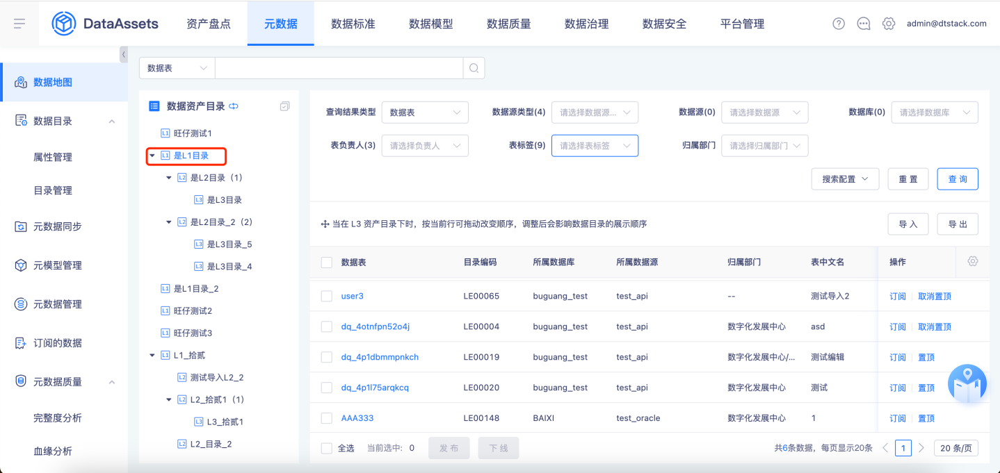 DataAssets
资产盘点 元数据 数据标准 数据模型 数据质量 数据治理 数据安全 平台管理
admin@dtstack.com
数据地图
数据目录
属性管理
目录管理
元数据同步
元模型管理
元数据管理
订阅的数据
元数据质量
完整度分析
血缘分析
数据表
数据资产目录
L1 旺仔测试1
L1 是L1目录
L2 是L2目录（1）
L3 是L3目录
L2 是L2目录_2（2）
L3 是L3目录_5
L3 是L3目录_4
L1 是L1目录_2
L1 旺仔测试2
L1 旺仔测试3
L1 L1_拾贰
L2 测试导入L2_2
L2 L2_拾贰1（1）
L3 L3_拾贰1
L2 L2_目录_2
查询结果类型 数据表 数据源类型(4) 请选择数据源... 数据源(0) 请选择数据源 数据库(0) 请选择数据库
表负责人(3) 请选择负责人 表标签(9) 请选择表标签 归属部门 请选择归属部门
搜索配置 重 置 查 询
当在 L3 资产目录下时，按当前行可拖动改变顺序，调整后会影响数据目录的展示顺序
导 入 导 出
数据表 目录编码 所属数据库 所属数据源 归属部门 表中文名 操作
user3 LE00065 buguang_test test_api -- 测试导入2 订阅 取消置顶
dq_4otnfpn52o4j LE00004 buguang_test test_api 数字化发展中心 asd 订阅 取消置顶
dq_4p1dbmmpnkch LE00019 buguang_test test_api 数字化发展中心/... 测试编辑 订阅 置顶
dq_4p1l75arqkcq LE00020 buguang_test test_api 数字化发展中心 测试 订阅 置顶
AAA333 LE00148 BAIXI test_oracle 数字化发展中心 1 订阅 置顶
全选 当前选中: 0 发 布 下 线 共6条数据，每页显示20条 1 20 条/页